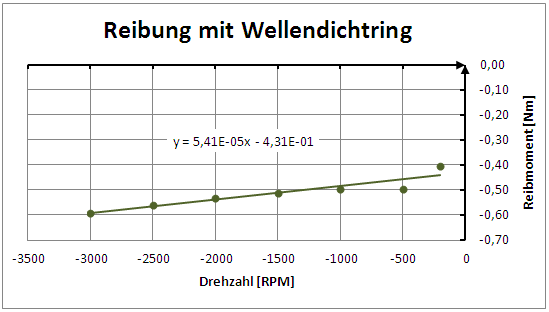 Reibung mit Wellendichtring
0,00
-0,10
-0,20
-0,30
-0,40
-0,50
-0,60
-0,70
Reibmoment [Nm]
y = 5,41E-05x - 4,31E-01
-3500 -3000 -2500 -2000 -1500 -1000 -500 0
Drehzahl [RPM]